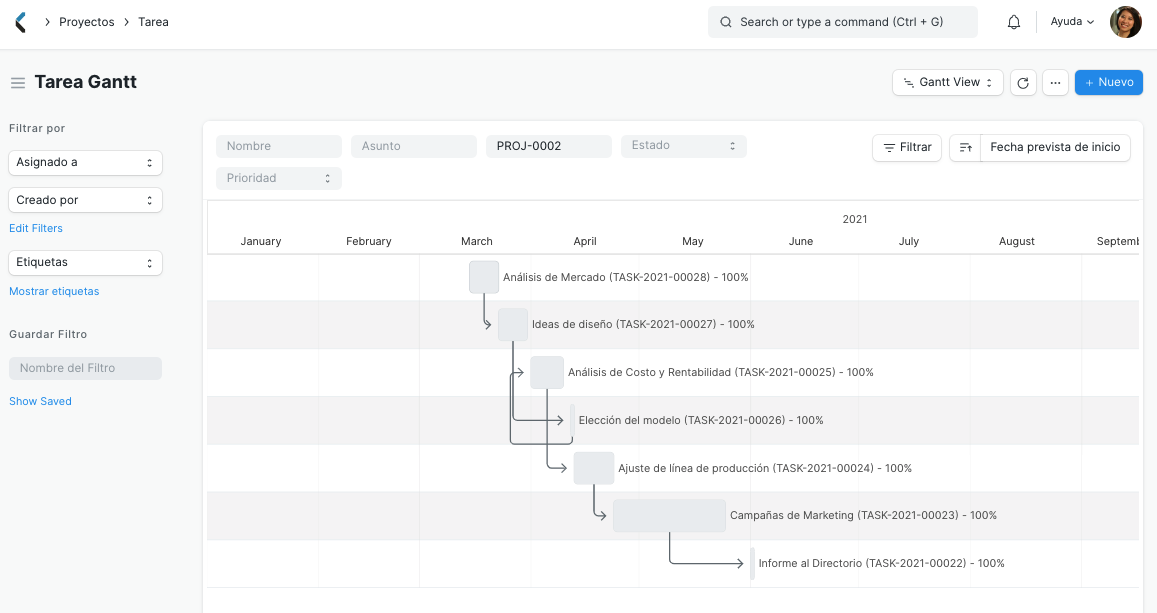 Proyectos
Tarea
Search or type a command (Ctrl + G)
Ayuda
Tarea Gantt
Gantt View
...
+ Nuevo
Filtrar por
Asignado a
Creado por
Edit Filters
Etiquetas
Mostrar etiquetas
Guardar Filtro
Nombre del Filtro
Show Saved
Nombre
Asunto
PROJ-0002
Estado
Filtrar
Fecha prevista de inicio
Prioridad
2021
January February March April May June July August Septemb
Análisis de Mercado (TASK-2021-00028) - 100%
Ideas de diseño (TASK-2021-00027) - 100%
Análisis de Costo y Rentabilidad (TASK-2021-00025) - 100%
Elección del modelo (TASK-2021-00026) - 100%
Ajuste de línea de producción (TASK-2021-00024) - 100%
Campañas de Marketing (TASK-2021-00023) - 100%
Informe al Directorio (TASK-2021-00022) - 100%